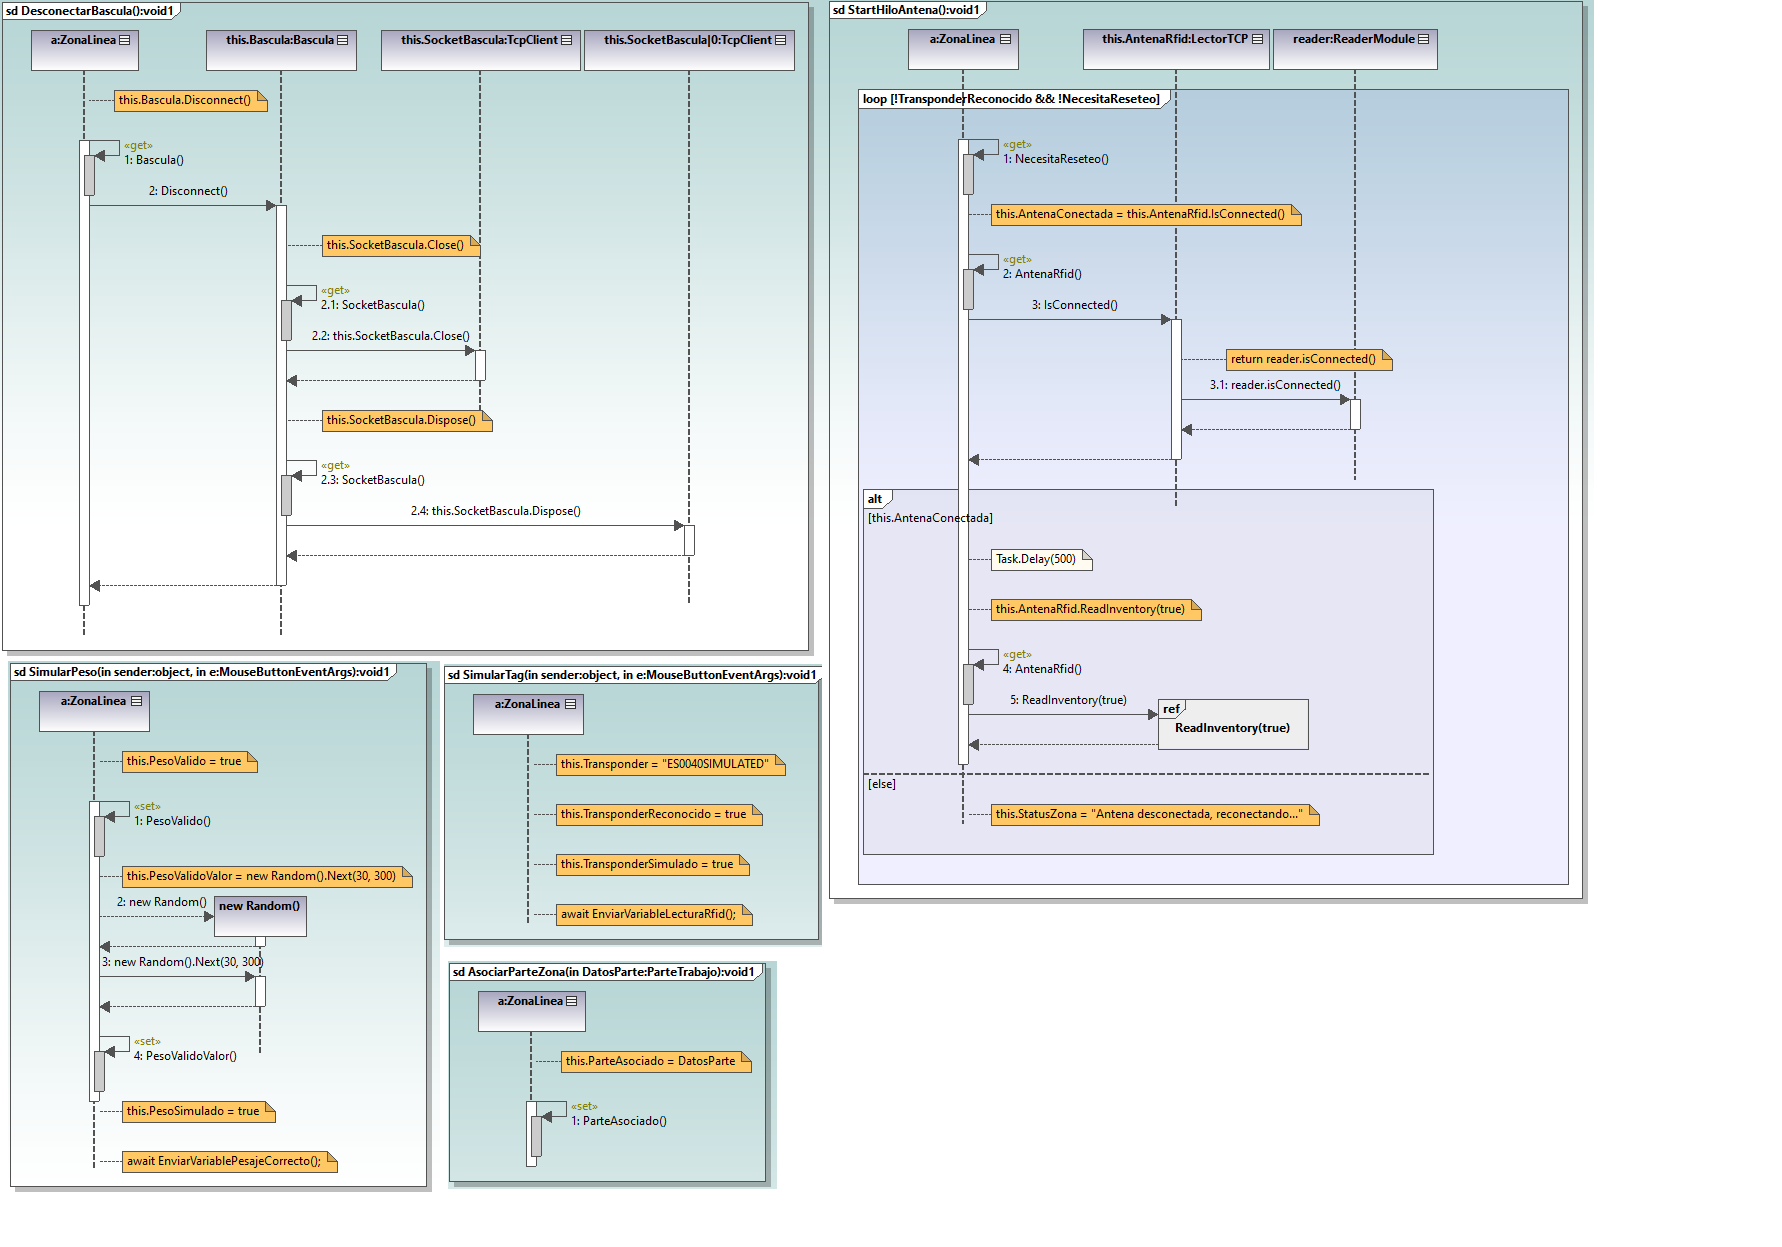 sd DesconectarBascula():void1
a:ZonaLinea
this.Bascula:Bascula
this.SocketBascula:TcpClient
this.SocketBascula|0:TcpClient
this.Bascula.Disconnect()
«get»
1: Bascula()
2: Disconnect()
this.SocketBascula.Close()
«get»
2.1: SocketBascula()
2.2: this.SocketBascula.Close()
this.SocketBascula.Dispose()
«get»
2.3: SocketBascula()
2.4: this.SocketBascula.Dispose()
sd StartHiloAntena():void1
a:ZonaLinea
this.AntenaRfid:LectorTCP
reader:ReaderModule
loop [!TransponderReconocido && !NecesitaReseteo]
«get»
1: NecesitaReseteo()
this.AntenaConectada = this.AntenaRfid.IsConnected()
«get»
2: AntenaRfid()
3: IsConnected()
return reader.isConnected()
3.1: reader.isConnected()
alt
[this.AntenaConectada]
Task.Delay(500)
this.AntenaRfid.ReadInventory(true)
«get»
4: AntenaRfid()
5: ReadInventory(true)
ref
ReadInventory(true)
[else]
this.StatusZona = "Antena desconectada, reconectando..."
sd SimularPeso(in sender:object, in e:MouseButtonEventArgs):void1
a:ZonaLinea
this.PesoValido = true
«set»
1: PesoValido()
this.PesoValidoValor = new Random().Next(30, 300)
2: new Random()
new Random()
3: new Random().Next(30, 300)
«set»
4: PesoValidoValor()
this.PesoSimulado = true
await EnviarVariablePesajeCorrecto();
sd SimularTag(in sender:object, in e:MouseButtonEventArgs):void1
a:ZonaLinea
this.Transponder = "ES0040SIMULATED"
this.TransponderReconocido = true
this.TransponderSimulado = true
await EnviarVariableLecturaRfid();
sd AsociarParteZona(in DatosParte:ParteTrabajo):void1
a:ZonaLinea
this.ParteAsociado = DatosParte
«set»
1: ParteAsociado()